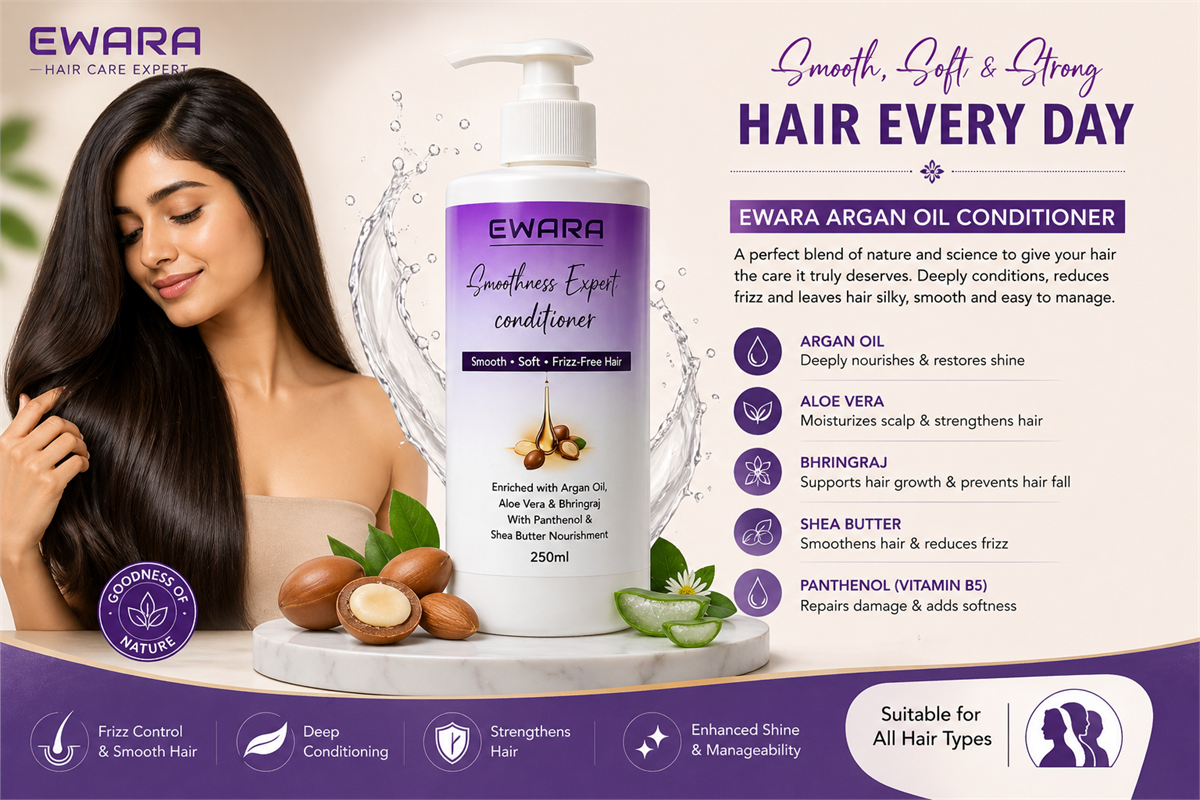 EWARA
HAIR CARE EXPERT
Smooth, Soft & Strong
HAIR EVERY DAY
EWARA ARGAN OIL CONDITIONER
A perfect blend of nature and science to give your hair
the care it truly deserves. Deeply conditions, reduces
frizz and leaves hair silky, smooth and easy to manage.
ARGAN OIL
Deeply nourishes & restores shine
ALOE VERA
Moisturizes scalp & strengthens hair
BHRINGRAJ
Supports hair growth & prevents hair fall
SHEA BUTTER
Smoothens hair & reduces frizz
PANTHENOL (VITAMIN B5)
Repairs damage & adds softness
EWARA
Smoothness Expert
conditioner
Smooth • Soft • Frizz-Free Hair
Enriched with Argan Oil,
Aloe Vera & Bhringraj
With Panthenol &
Shea Butter Nourishment
250ml
GOODNESS OF
NATURE
Frizz Control
& Smooth Hair
Deep
Conditioning
Strengthens
Hair
Enhanced Shine
& Manageability
Suitable for
All Hair Types